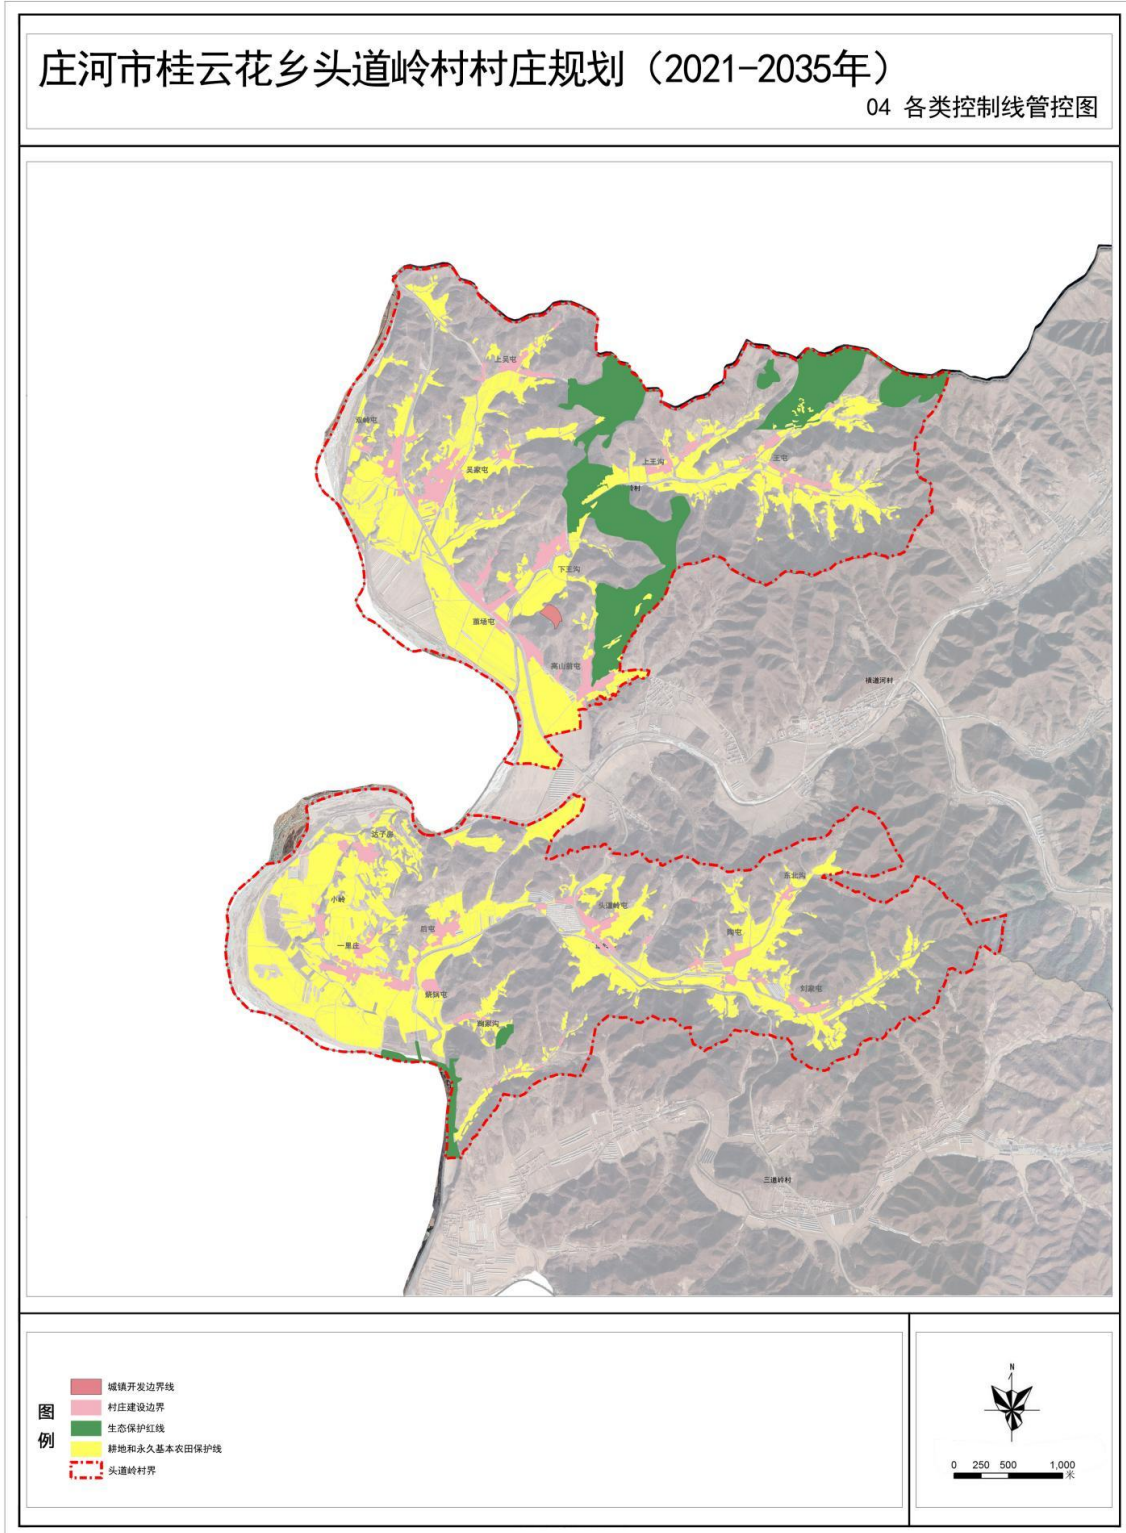 庄河市桂云花乡头道岭村村庄规划（2021-2035年）
04 各类控制线管控图
上吴屯
吴家屯
上王沟
王屯
下王沟
高山前屯
横道河村
小岭
一里庄
后屯
烧锅屯
东北沟
头道岭屯
陶屯
刘家屯
三道岭村
图例
城镇开发边界线
村庄建设边界
生态保护红线
耕地和永久基本农田保护线
头道岭村界
N
0 250 500 1,000
米